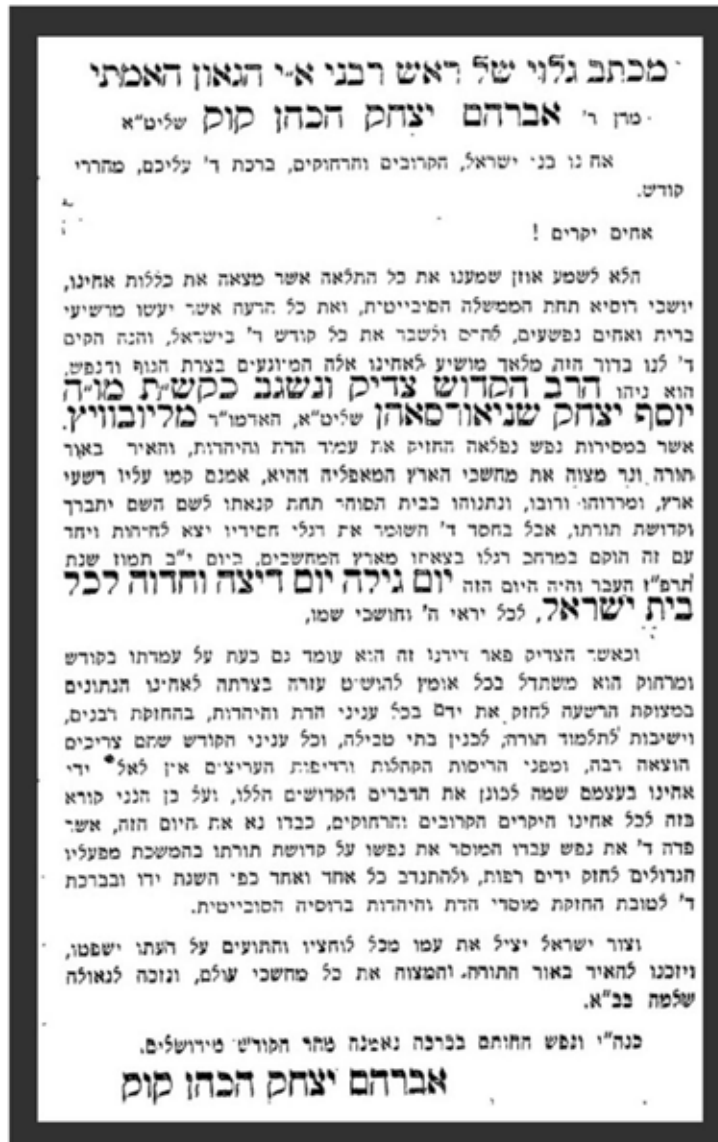 מכתב גלוי של ראש רבני א״י הגאון האמתי
מרן ר׳ אברהם יצחק הכהן קוק שליט״א
אחינו בני ישראל, הקרובים והרחוקים, ברכת ד׳ עליכם, מהררי
קודש.
אחים יקרים !
הלא לשמע אוזן שמענו את כל התלאה אשר מצאה את כללות אחינו,
יושבי רוסיא תחת הממשלה הסובייטית, ואת כל הרעה אשר יעשו מרשיעי
ברית ואחים נפשעים, להרס ולשבר את כל קודש ד׳ בישראל, והנה הקים
ד׳ לנו בדור הזה מלאך מושיע לאחינו אלה המיוגעים בצרת הגוף והנפש,
הוא ניהו הרב הקדוש צדיק ונשגב כקש״ת מו״ה
יוסף יצחק שניאורסאהן שליט״א, האדמו״ר מליובוויץ.
אשר במסירות נפש נפלאה החזיק את עמוד הדת והיהדות, והאיר באור
תורה ונר מצוה את מחשכי הארץ המאפליה ההיא, אמנם קמו עליו רשעי
ארץ, ומררוהו ורובו, ונתנוהו בבית הסוהר תחת קנאתו לשם השם יתברך
וקדושת תורתו, אבל בחסד ד׳ השומר את רגלי חסידיו יצא לחירות ויחד
עם זה הוקם במרחב רגלו בצאתו מארץ המחשכים, ביום י״ב תמוז שנת
תרפ״ז העבר והיה היום הזה יום גילה יום דיצה וחדוה לכל
בית ישראל, לכל יראי ה׳ וחושבי שמו,
וכאשר הצדיק פאר דורנו זה הוא עומד גם כעת על עמדתו בקודש
ומרחוק הוא משתדל בכל אומץ להושיט עזרה בצרתה לאחינו הנתונים
במצוקת הרשעה לחזק את ידם בכל עניני הדת והיהדות, בהחזקת רבנים,
וישיבות לתלמוד תורה, לבנין בתי טבילה, וכל עניני הקודש שהם צריכים
הוצאה רבה, ומפני הריסות הקהלות ורדיפות העריצים אין לאל ידי
אחינו בעצמם שמה לכונן את הדברים הקדושים הללו, ועל כן הנני קורא
בזה לכל אחינו היקרים הקרובים והרחוקים, כבדו נא את היום הזה, אשר
פדה ד׳ את נפש עבדו המוסר את נפשו על קדושת תורתו בהמשכת מפעליו
הגדולים לחזק ידים רפות, ולהתנדב כל אחד ואחד כפי השגת ידו ובברכת
ד׳ לטובת החזקת מוסדי הדת והיהדות ברוסיה הסובייטית.
וצור ישראל יציל את עמו מכל לוחציו והתועים על דעתו ישפטו,
ויזכנו להאיר באור התורה והמצוה את כל מחשכי עולם, ונזכה לגאולה
שלמה בב״א.
כנה״י ונפש החותם בברכה נאמנה מהר הקודש מירושלים.
אברהם יצחק הכהן קוק